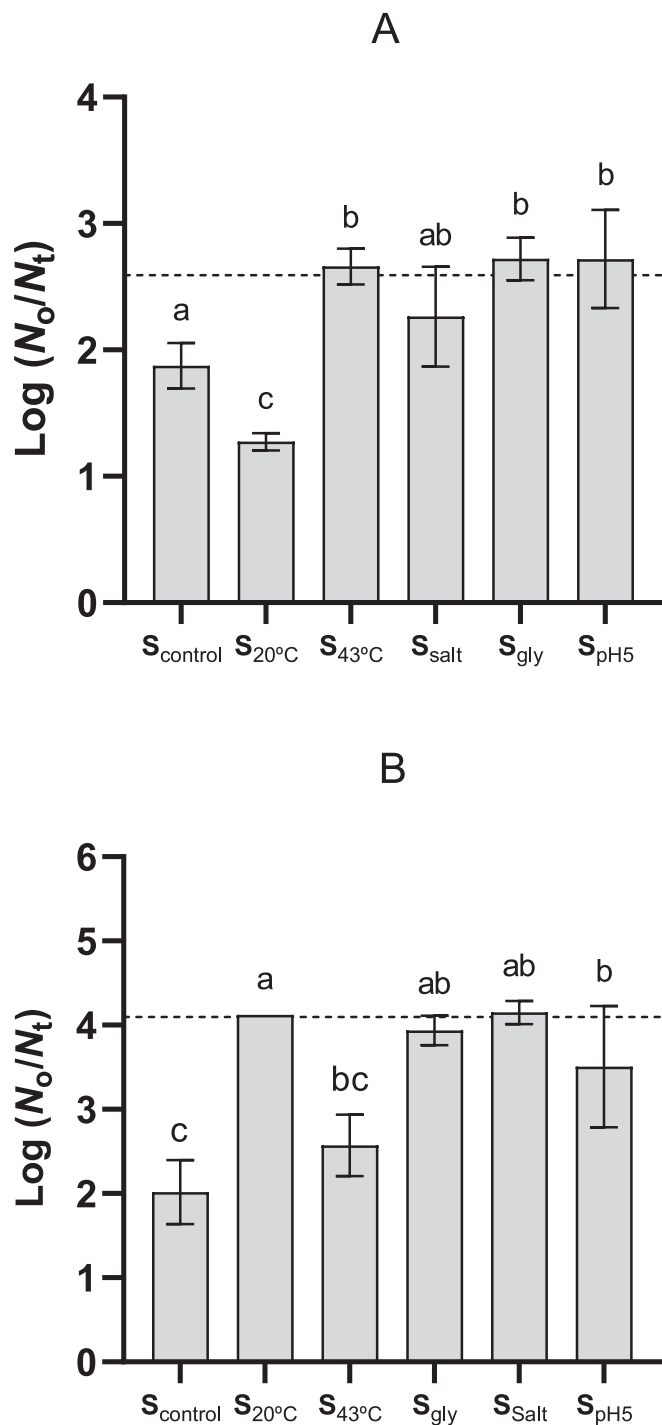 A
Log (No/Nt)
4
3
2
1
0
a
c
b
ab
b
b
Scontrol S20ºC S43ºC Ssalt Sgly SpH5
B
Log (No/Nt)
6
5
4
3
2
1
0
c
a
bc
ab
ab
b
Scontrol S20ºC S43ºC Sgly SSalt SpH5